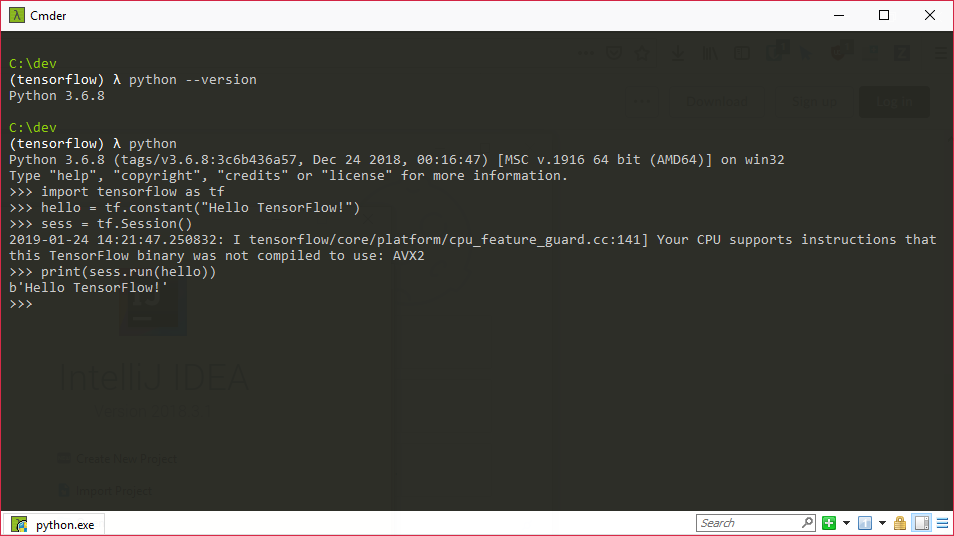 Cmder
C:\dev
(tensorflow) λ python --version
Python 3.6.8
C:\dev
(tensorflow) λ python
Python 3.6.8 (tags/v3.6.8:3c6b436a57, Dec 24 2018, 00:16:47) [MSC v.1916 64 bit (AMD64)] on win32
Type "help", "copyright", "credits" or "license" for more information.
>>> import tensorflow as tf
>>> hello = tf.constant("Hello TensorFlow!")
>>> sess = tf.Session()
2019-01-24 14:21:47.250832: I tensorflow/core/platform/cpu_feature_guard.cc:141] Your CPU supports instructions that
this TensorFlow binary was not compiled to use: AVX2
>>> print(sess.run(hello))
b'Hello TensorFlow!'
>>>
Download Sign up Log in
IntelliJ IDEA
Create New Project
Import Project
python.exe
Search